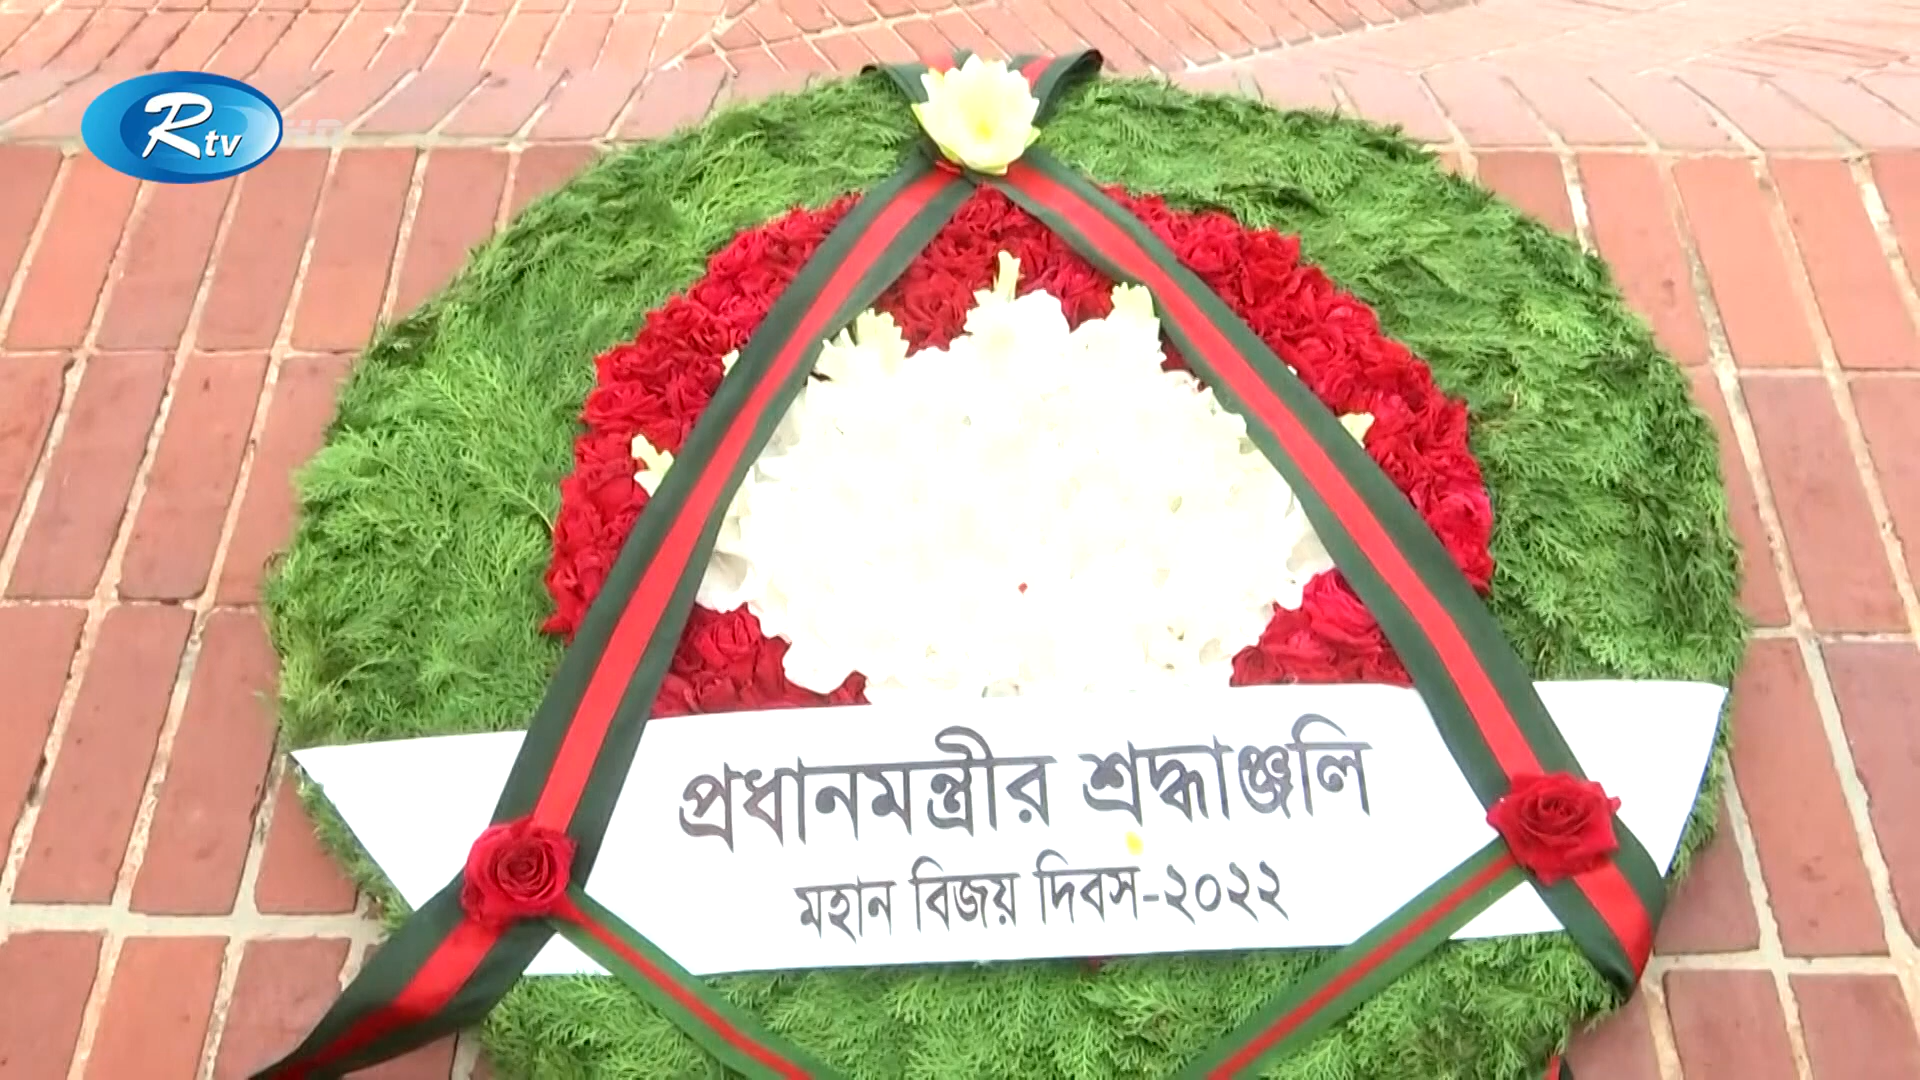 Rtv
প্রধানমন্ত্রীর শ্রদ্ধাঞ্জলি
মহান বিজয় দিবস-২০২২